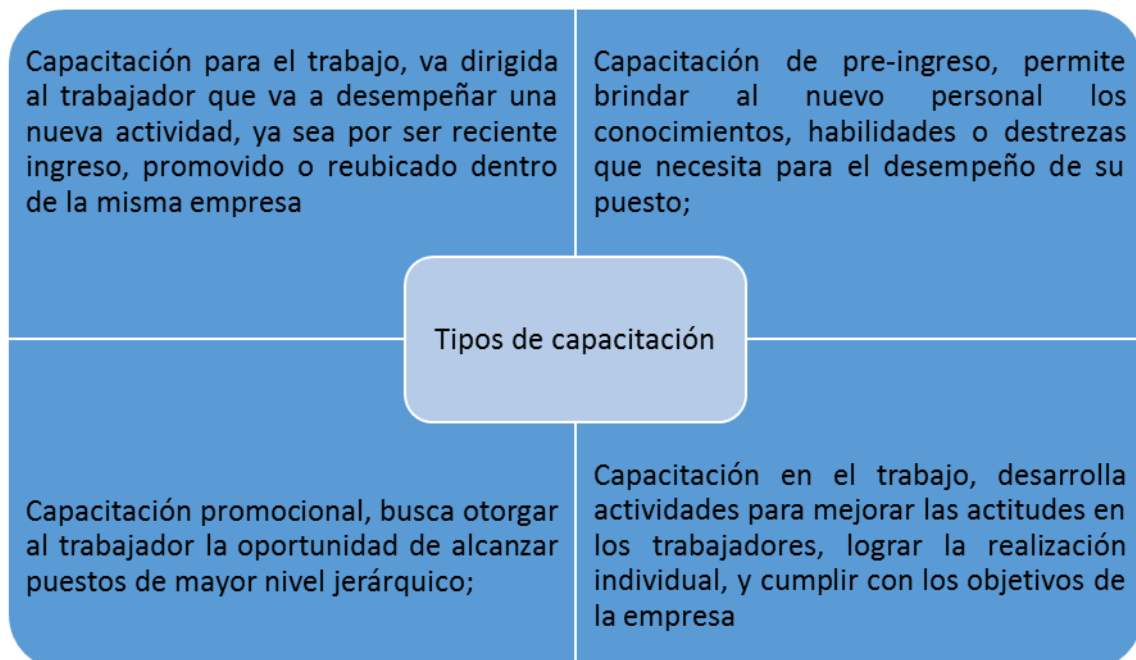 Capacitación para el trabajo, va dirigida
al trabajador que va a desempeñar una
nueva actividad, ya sea por ser reciente
ingreso, promovido o reubicado dentro
de la misma empresa
Capacitación de pre-ingreso, permite
brindar al nuevo personal los
conocimientos, habilidades o destrezas
que necesita para el desempeño de su
puesto;
Tipos de capacitación
Capacitación promocional, busca otorgar
al trabajador la oportunidad de alcanzar
puestos de mayor nivel jerárquico;
Capacitación en el trabajo, desarrolla
actividades para mejorar las actitudes en
los trabajadores, lograr la realización
individual, y cumplir con los objetivos de
la empresa